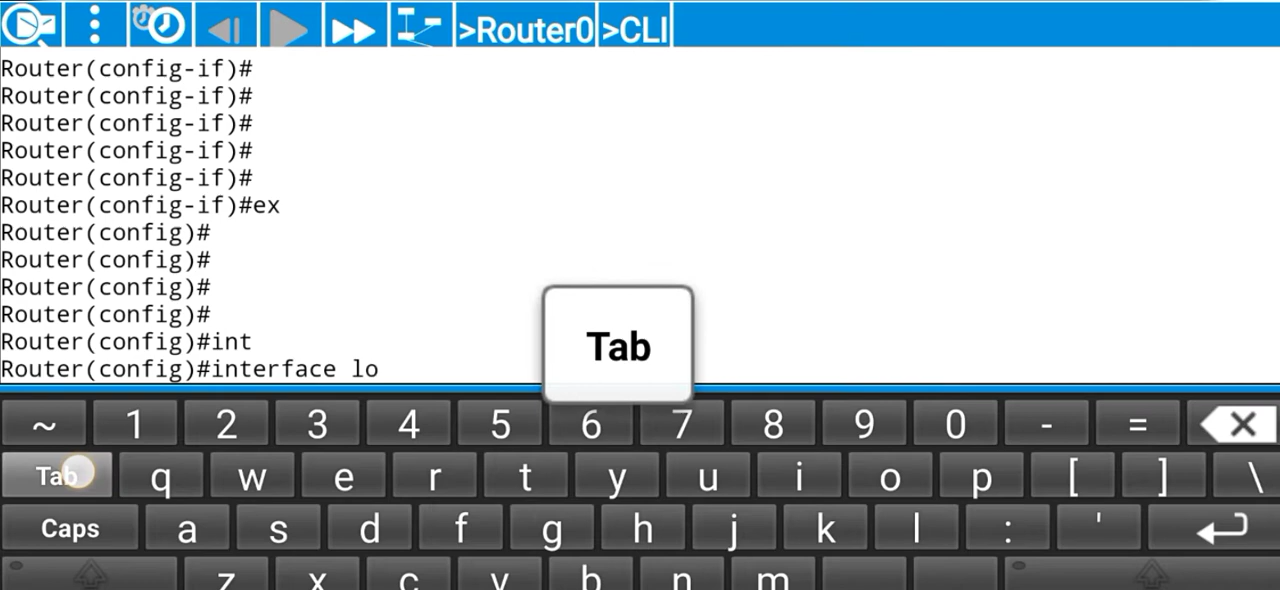 >Router0 >CLI
Router(config-if)#
Router(config-if)#
Router(config-if)#
Router(config-if)#
Router(config-if)#
Router(config-if)#ex
Router(config)#
Router(config)#
Router(config)#
Router(config)#
Router(config)#int
Router(config)#interface lo
Tab
~ 1 2 3 4 5 6 7 8 9 0 - =
Tab q w e r t y u i o p [ ] \
Caps a s d f g h j k l : '
z x c v b n m